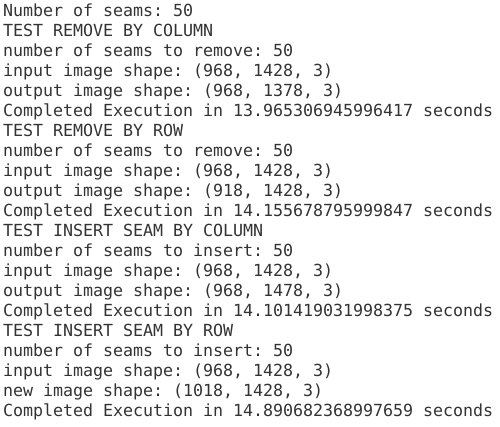 Number of seams: 50
TEST REMOVE BY COLUMN
number of seams to remove: 50
input image shape: (968, 1428, 3)
output image shape: (968, 1378, 3)
Completed Execution in 13.965306945996417 seconds
TEST REMOVE BY ROW
number of seams to remove: 50
input image shape: (968, 1428, 3)
output image shape: (918, 1428, 3)
Completed Execution in 14.155678795999847 seconds
TEST INSERT SEAM BY COLUMN
number of seams to insert: 50
input image shape: (968, 1428, 3)
output image shape: (968, 1478, 3)
Completed Execution in 14.101419031998375 seconds
TEST INSERT SEAM BY ROW
number of seams to insert: 50
input image shape: (968, 1428, 3)
new image shape: (1018, 1428, 3)
Completed Execution in 14.890682368997659 seconds